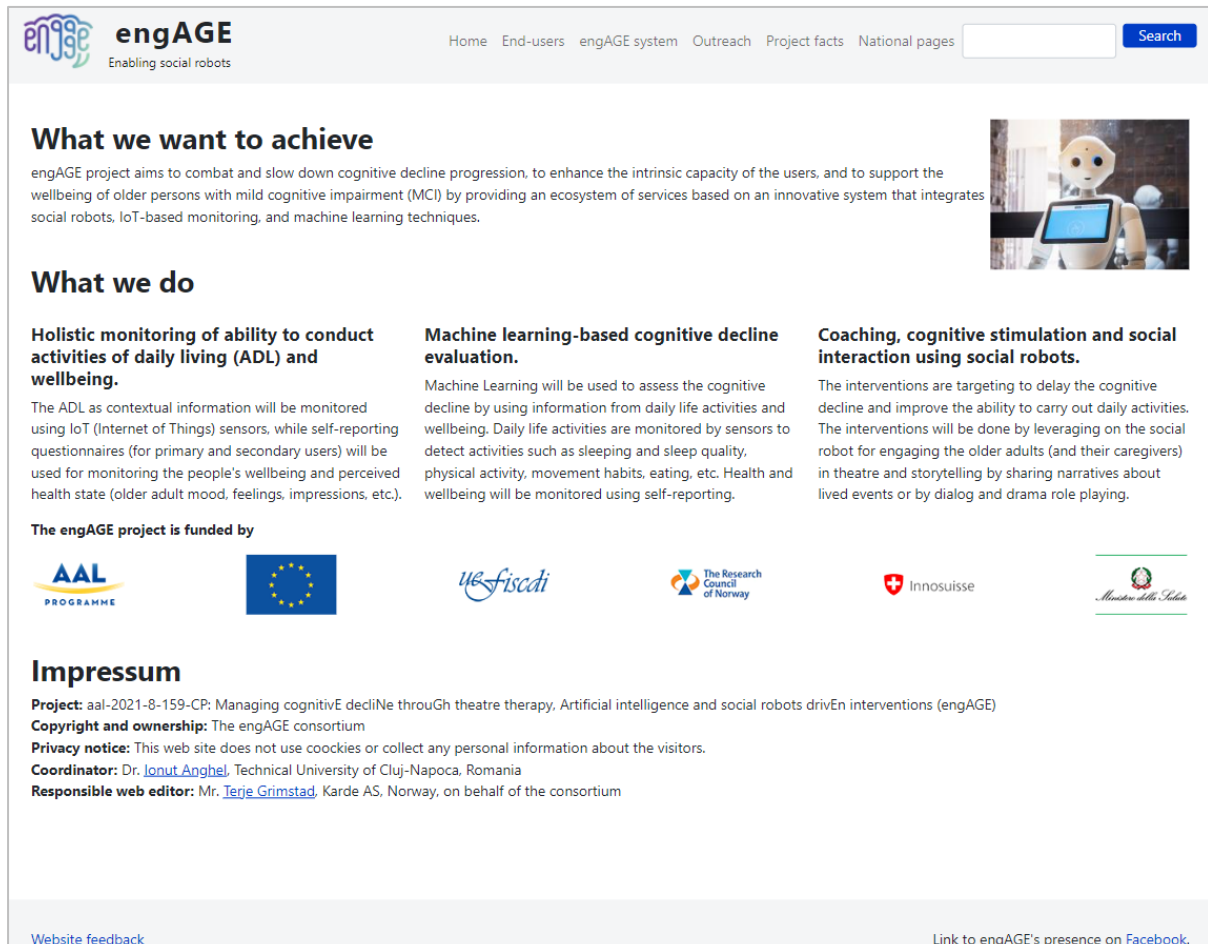 engAGE
engAGE
Enabling social robots
Home End-users engAGE system Outreach Project facts National pages
Search
What we want to achieve
engAGE project aims to combat and slow down cognitive decline progression, to enhance the intrinsic capacity of the users, and to support the
wellbeing of older persons with mild cognitive impairment (MCI) by providing an ecosystem of services based on an innovative system that integrates
social robots, IoT-based monitoring, and machine learning techniques.
What we do
Holistic monitoring of ability to conduct
activities of daily living (ADL) and
wellbeing.
The ADL as contextual information will be monitored
using IoT (Internet of Things) sensors, while self-reporting
questionnaires (for primary and secondary users) will be
used for monitoring the people's wellbeing and perceived
health state (older adult mood, feelings, impressions, etc.).
Machine learning-based cognitive decline
evaluation.
Machine Learning will be used to assess the cognitive
decline by using information from daily life activities and
wellbeing. Daily life activities are monitored by sensors to
detect activities such as sleeping and sleep quality,
physical activity, movement habits, eating, etc. Health and
wellbeing will be monitored using self-reporting.
Coaching, cognitive stimulation and social
interaction using social robots.
The interventions are targeting to delay the cognitive
decline and improve the ability to carry out daily activities.
The interventions will be done by leveraging on the social
robot for engaging the older adults (and their caregivers)
in theatre and storytelling by sharing narratives about
lived events or by dialog and drama role playing.
The engAGE project is funded by
AAL
PROGRAMME
uefiscdi
The Research
Council
of Norway
Innosuisse
Ministero della Salute
Impressum
Project: aal-2021-8-159-CP: Managing cognitivE decliNe throuGh theatre therapy, Artificial intelligence and social robots drivEn interventions (engAGE)
Copyright and ownership: The engAGE consortium
Privacy notice: This web site does not use coockies or collect any personal information about the visitors.
Coordinator: Dr. Ionut Anghel, Technical University of Cluj-Napoca, Romania
Responsible web editor: Mr. Terje Grimstad, Karde AS, Norway, on behalf of the consortium
Website feedback
Link to engAGE's presence on Facebook.